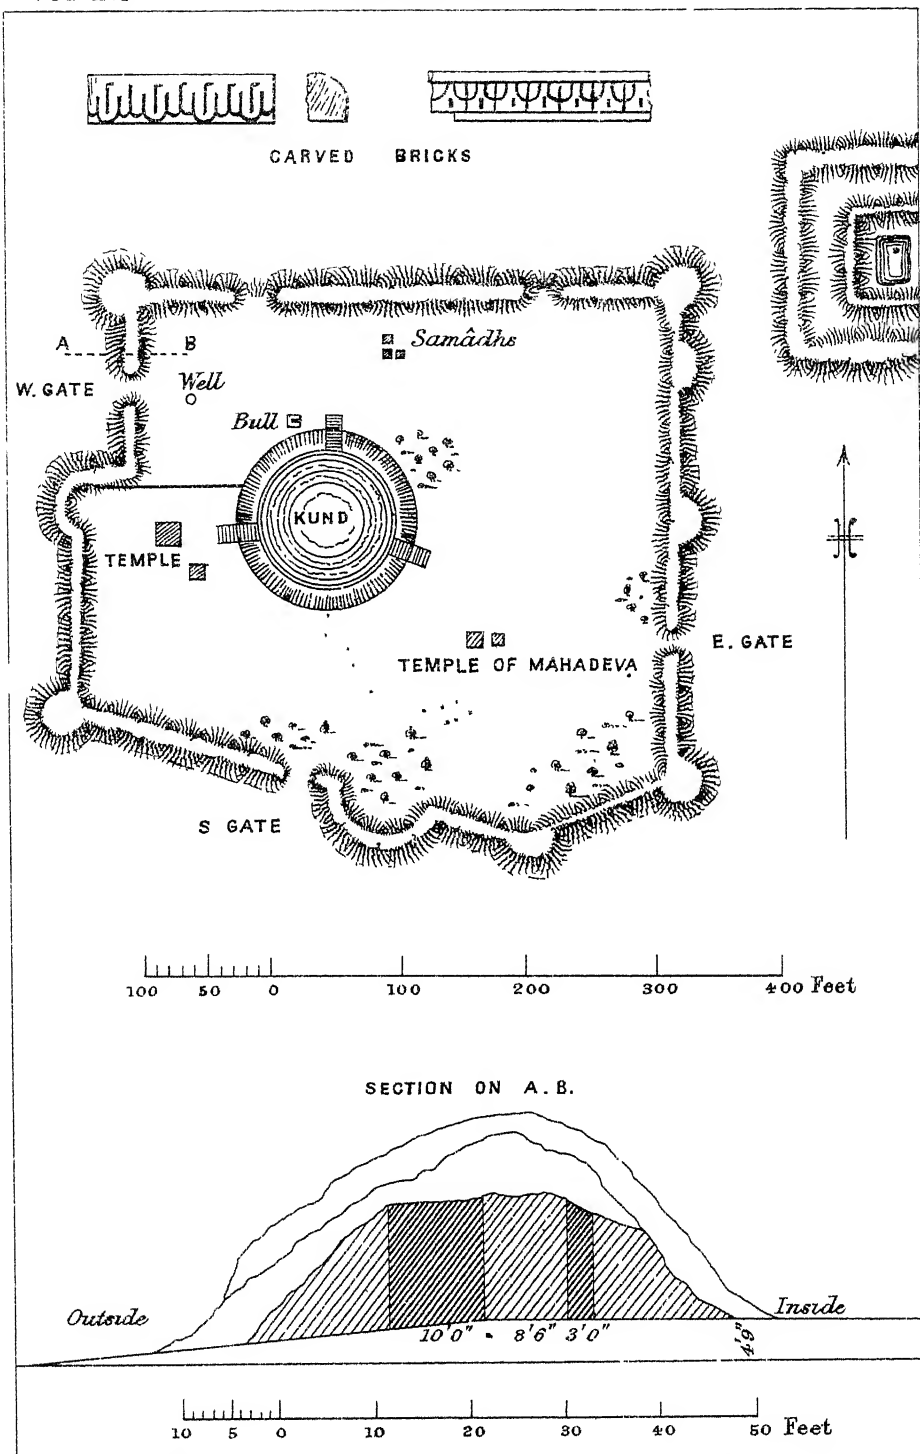 CARVED BRICKS
A B
Samâdhs
W. GATE
Well
Bull
KUND
TEMPLE
E. GATE
TEMPLE OF MAHADEVA
S GATE
100 50 0 100 200 300 400 Feet
SECTION ON A.B.
Outside
Inside
10'0" 8'6" 3'0" 4'9"
10 5 0 10 20 30 40 50 Feet